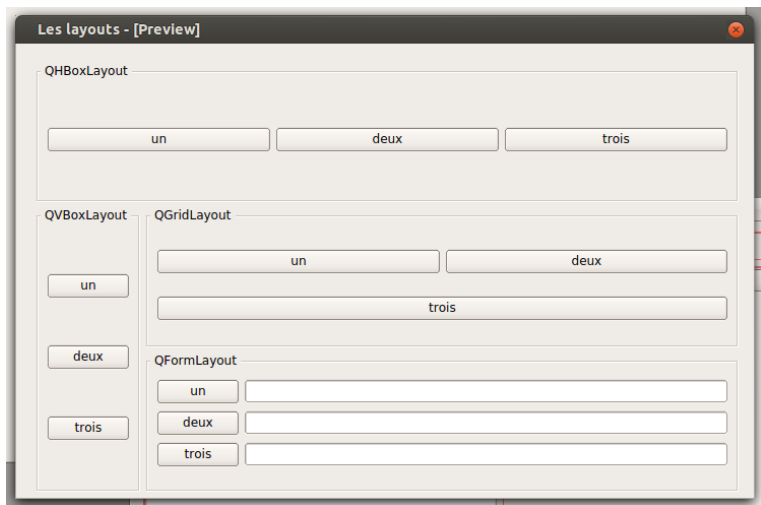 Les layouts - [Preview]
QHBoxLayout
un deux trois
QVBoxLayout
un
deux
trois
QGridLayout
un deux
trois
QFormLayout
un
deux
trois